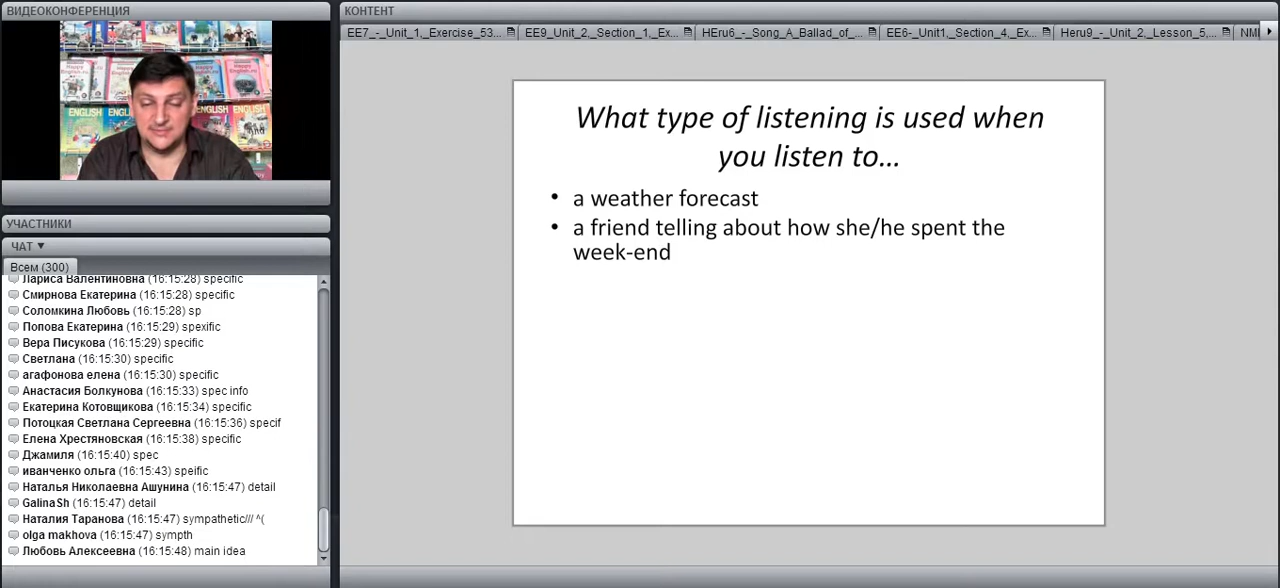 ВИДЕОКОНФЕРЕНЦИЯ
КОНТЕНТ
EE7_-_Unit_1,_Exercise_53...
EE9_Unit_2,_Section_1,_Ex...
HEru6_-_Song_A_Ballad_of_...
EE6-_Unit1,_Section_4,_Ex...
Heru9_-_Unit_2,_Lesson_5,...
NMI
ENGLISH
ENGLISH
ENGLISH
What type of listening is used when
you listen to...
• a weather forecast
• a friend telling about how she/he spent the
week-end
УЧАСТНИКИ
ЧАТ ▼
Всем (300)
Лариса Валентиновна (16:15:28) specific
Смирнова Екатерина (16:15:28) specific
Соломкина Любовь (16:15:28) sp
Попова Екатерина (16:15:29) spexific
Вера Писукова (16:15:29) specific
Светлана (16:15:30) specific
агафонова елена (16:15:30) specific
Анастасия Болкунова (16:15:33) spec info
Екатерина Котовщикова (16:15:34) specific
Потоцкая Светлана Сергеевна (16:15:36) specif
Елена Хрестяновская (16:15:38) specific
Джамиля (16:15:40) spec
иванченко ольга (16:15:43) speific
Наталья Николаевна Ашунина (16:15:47) detail
GalinaSh (16:15:47) detail
Наталия Таранова (16:15:47) sympathetic/// ^(
olga makhova (16:15:47) sympth
Любовь Алексеевна (16:15:48) main idea